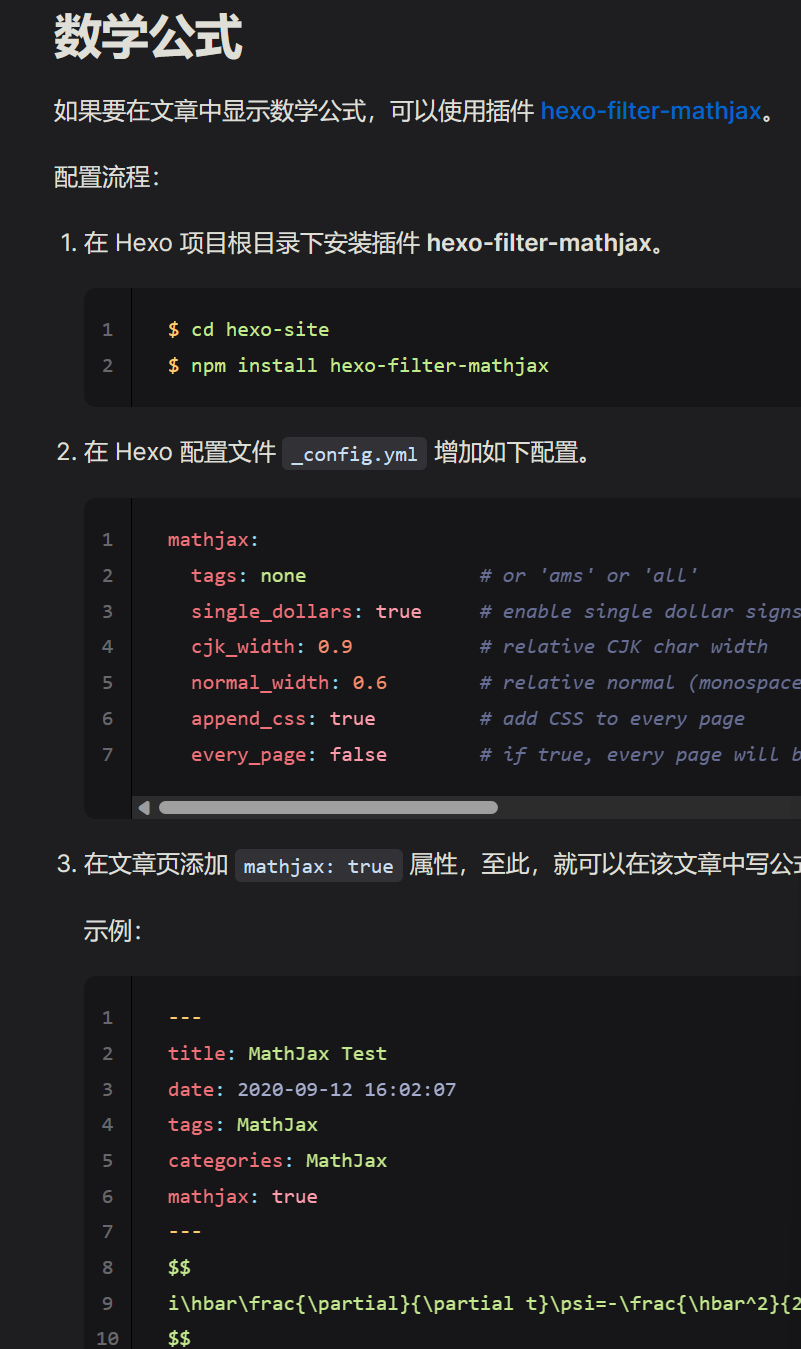 数学公式
如果要在文章中显示数学公式，可以使用插件 hexo-filter-mathjax。
配置流程：
1. 在 Hexo 项目根目录下安装插件 hexo-filter-mathjax。
1 $ cd hexo-site
2 $ npm install hexo-filter-mathjax
2. 在 Hexo 配置文件 _config.yml 增加如下配置。
1 mathjax:
2   tags: none               # or 'ams' or 'all'
3   single_dollars: true     # enable single dollar signs
4   cjk_width: 0.9           # relative CJK char width
5   normal_width: 0.6        # relative normal (monospace
6   append_css: true         # add CSS to every page
7   every_page: false        # if true, every page will b
3. 在文章页添加 mathjax: true 属性，至此，就可以在该文章中写公
示例：
1 ---
2 title: MathJax Test
3 date: 2020-09-12 16:02:07
4 tags: MathJax
5 categories: MathJax
6 mathjax: true
7 ---
8 $$
9 i\hbar\frac{\partial}{\partial t}\psi=-\frac{\hbar^2}{2
10 $$